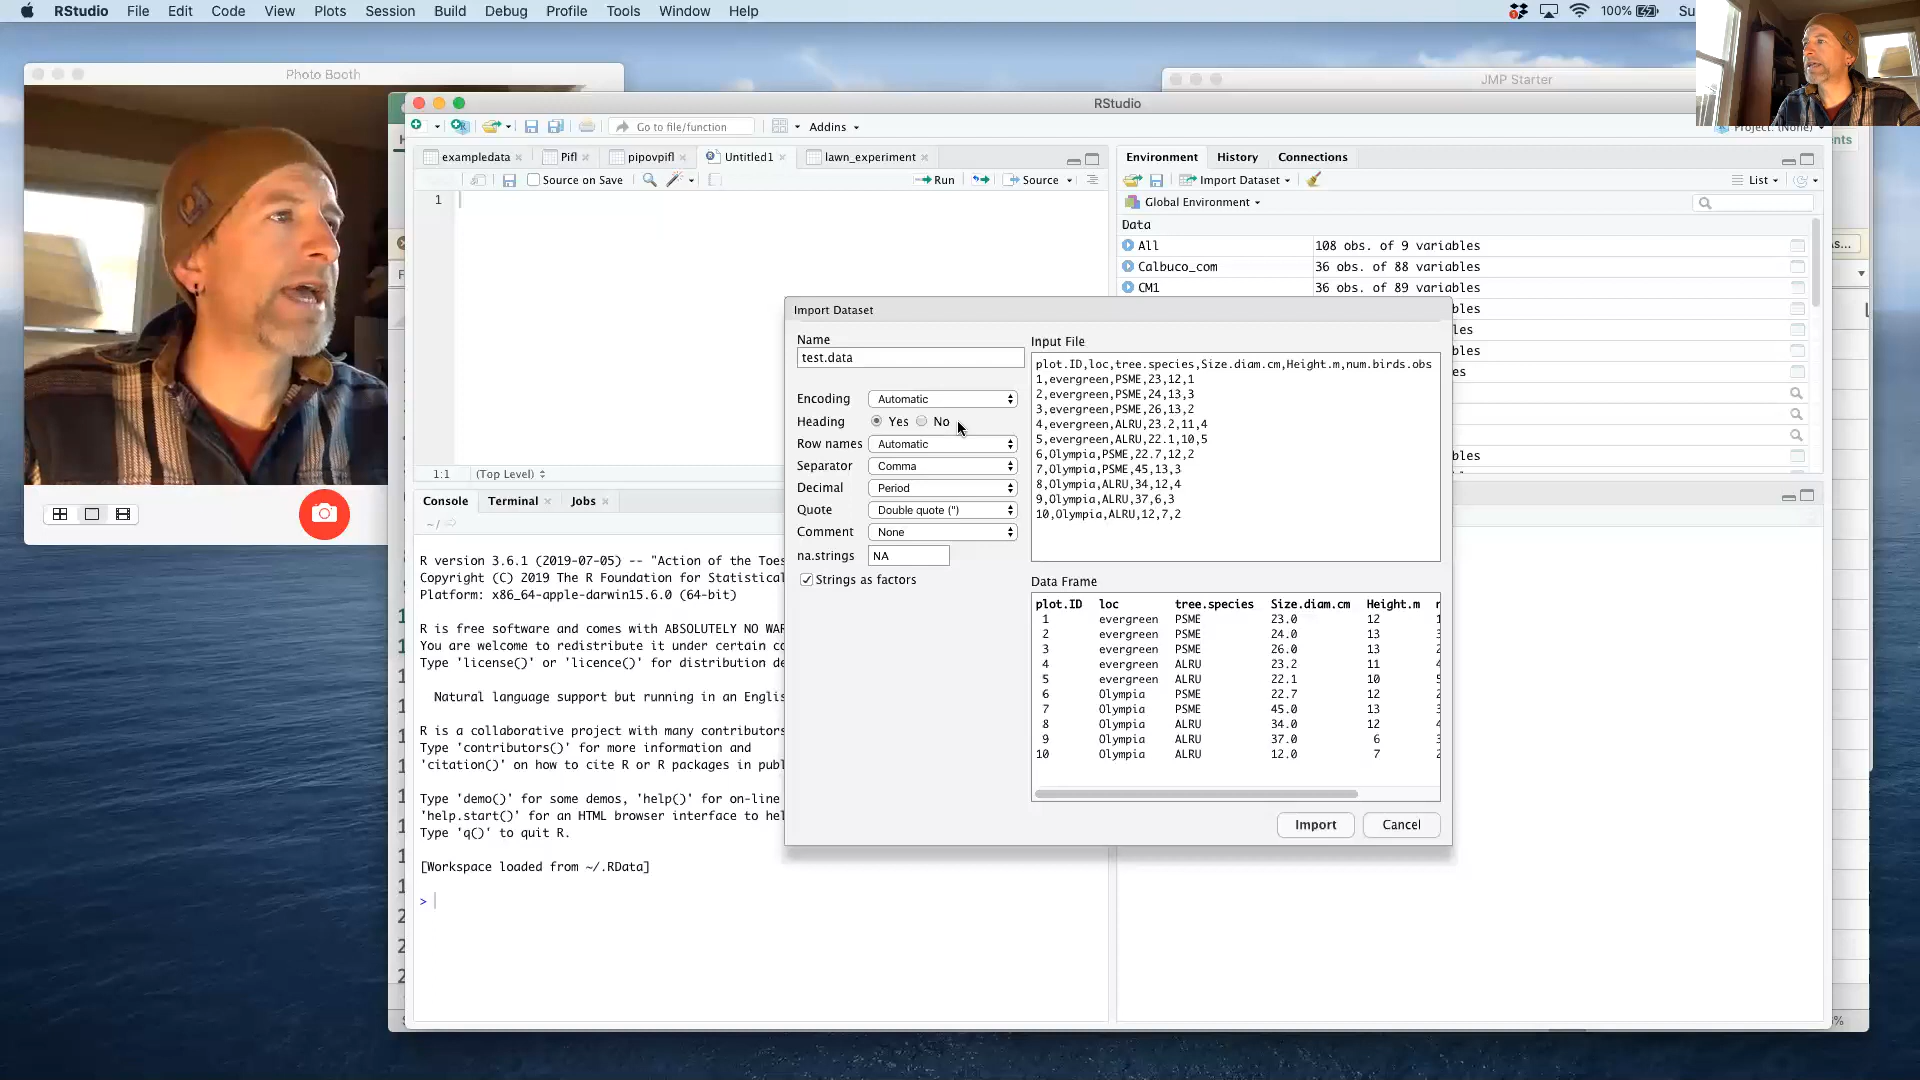 RStudio File Edit Code View Plots Session Build Debug Profile Tools Window Help 100% Su
Photo Booth
JMP Starter
RStudio
Go to file/function Addins Project: (None)
exampledata Pifl pipovpifl Untitled1 lawn_experiment
Source on Save Run Source
1
1:1 (Top Level)
Environment History Connections
Import Dataset List
Global Environment
Data
All 108 obs. of 9 variables
Calbuco_com 36 obs. of 88 variables
CM1 36 obs. of 89 variables
Import Dataset
Name
test.data
Encoding Automatic
Heading Yes No
Row names Automatic
Separator Comma
Decimal Period
Quote Double quote (")
Comment None
na.strings NA
Strings as factors
Input File
plot.ID,loc,tree.species,Size.diam.cm,Height.m,num.birds.obs
1,evergreen,PSME,23,12,1
2,evergreen,PSME,24,13,3
3,evergreen,PSME,26,13,2
4,evergreen,ALRU,23.2,11,4
5,evergreen,ALRU,22.1,10,5
6,Olympia,PSME,22.7,12,2
7,Olympia,PSME,45,13,3
8,Olympia,ALRU,34,12,4
9,Olympia,ALRU,37,6,3
10,Olympia,ALRU,12,7,2
Data Frame
plot.ID loc tree.species Size.diam.cm Height.m
1 evergreen PSME 23.0 12
2 evergreen PSME 24.0 13
3 evergreen PSME 26.0 13
4 evergreen ALRU 23.2 11
5 evergreen ALRU 22.1 10
6 Olympia PSME 22.7 12
7 Olympia PSME 45.0 13
8 Olympia ALRU 34.0 12
9 Olympia ALRU 37.0 6
10 Olympia ALRU 12.0 7
Import Cancel
Console Terminal Jobs
~/
R version 3.6.1 (2019-07-05) -- "Action of the Toes
Copyright (C) 2019 The R Foundation for Statistical
Platform: x86_64-apple-darwin15.6.0 (64-bit)
R is free software and comes with ABSOLUTELY NO WAR
You are welcome to redistribute it under certain co
Type 'license()' or 'licence()' for distribution de
Natural language support but running in an Englis
R is a collaborative project with many contributors
Type 'contributors()' for more information and
'citation()' on how to cite R or R packages in publ
Type 'demo()' for some demos, 'help()' for on-line
'help.start()' for an HTML browser interface to hel
Type 'q()' to quit R.
[Workspace loaded from ~/.RData]
>